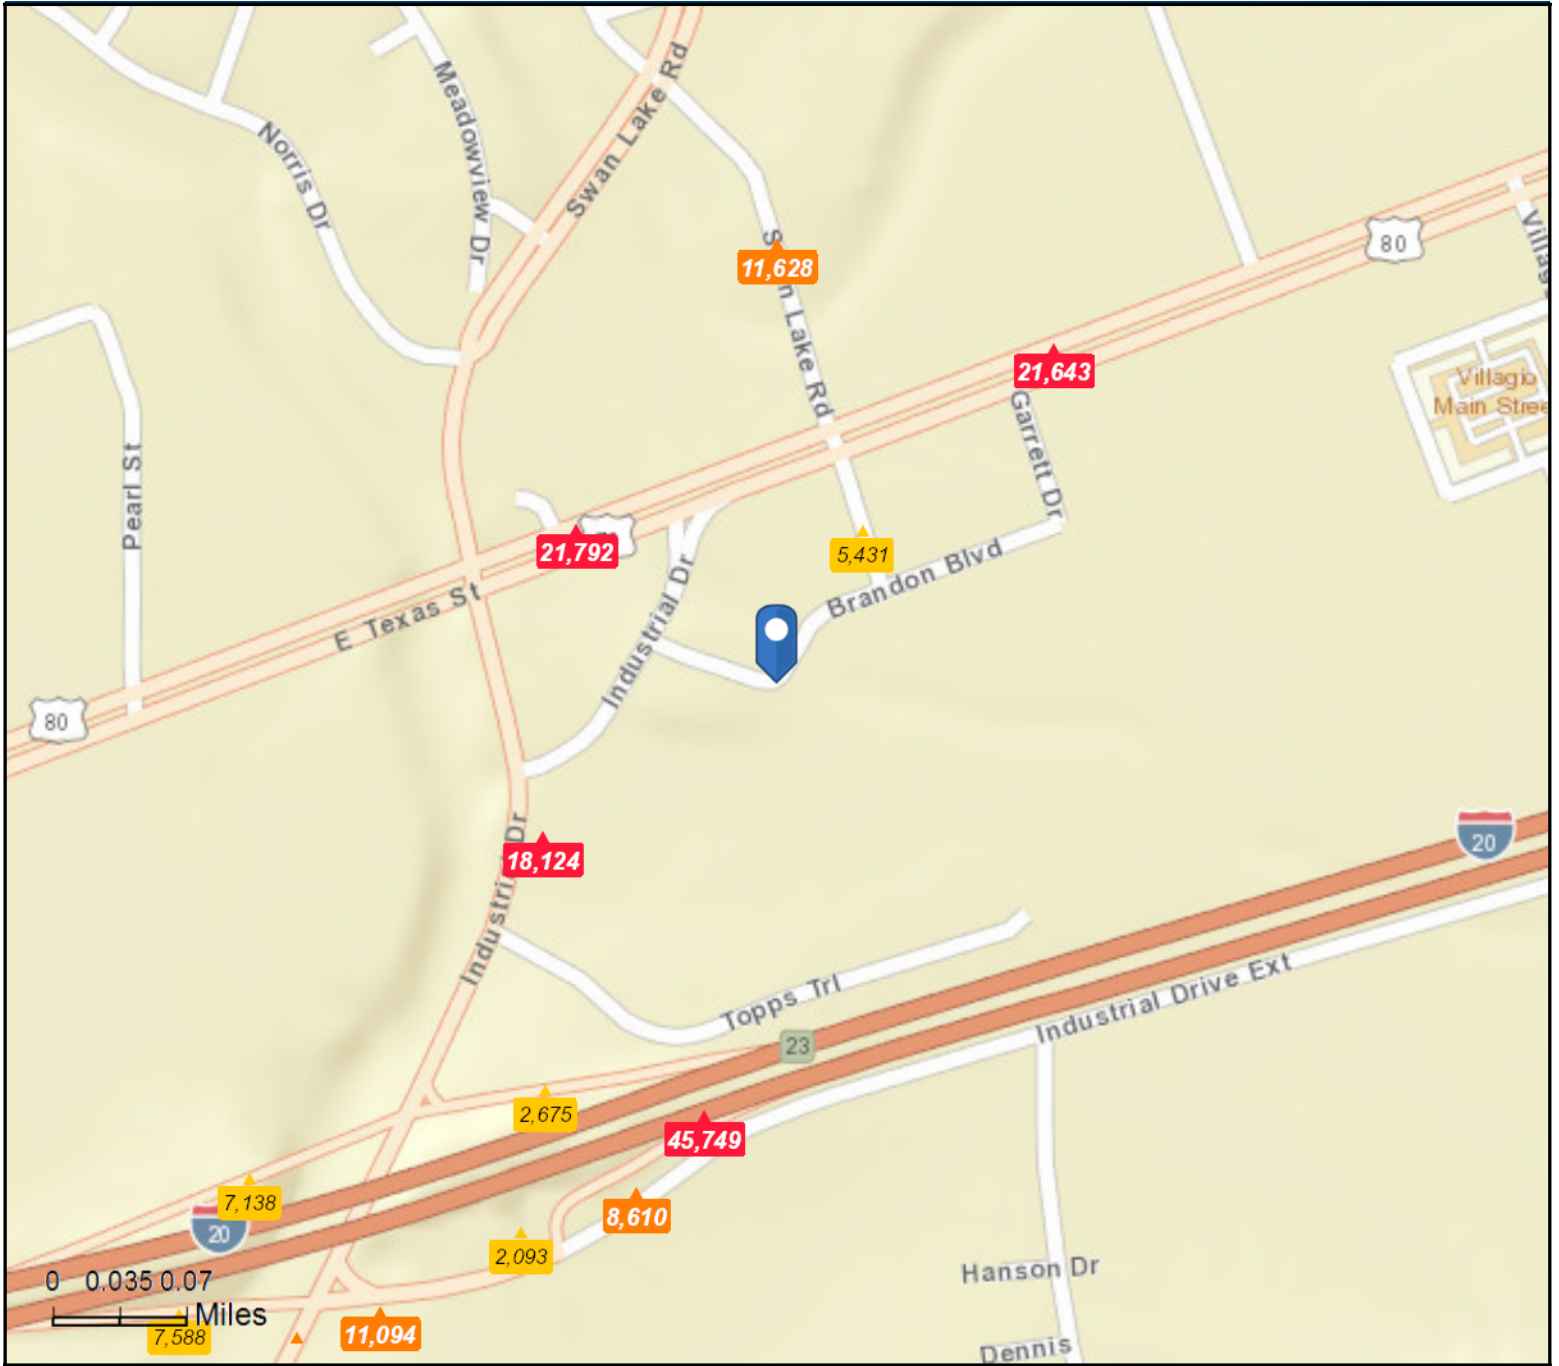 Meadowview Dr
Swan Lake Rd
Norris Dr
80
Villag
S
11,628
n Lake Rd
21,643
Villagio
Main Stree
Garrett Dr
Pearl St
21,792
5,431
Brandon Blvd
E Texas St
Industrial Dr
80
20
18,124
Industri
Dr
Topps Trl
Industrial Drive Ext
23
2,675
45,749
7,138
20
8,610
2,093
Hanson Dr
0 0.035 0.07
Miles
7,588
11,094
Dennis